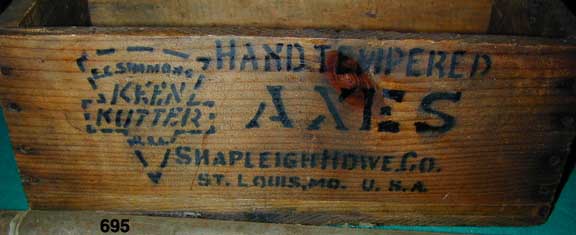 E.C. SIMMONS
KEEN
KUTTER
HAND TEMPERED
AXES
SHAPLEIGH HDWE. CO.
ST. LOUIS, MO. U. S. A.
695